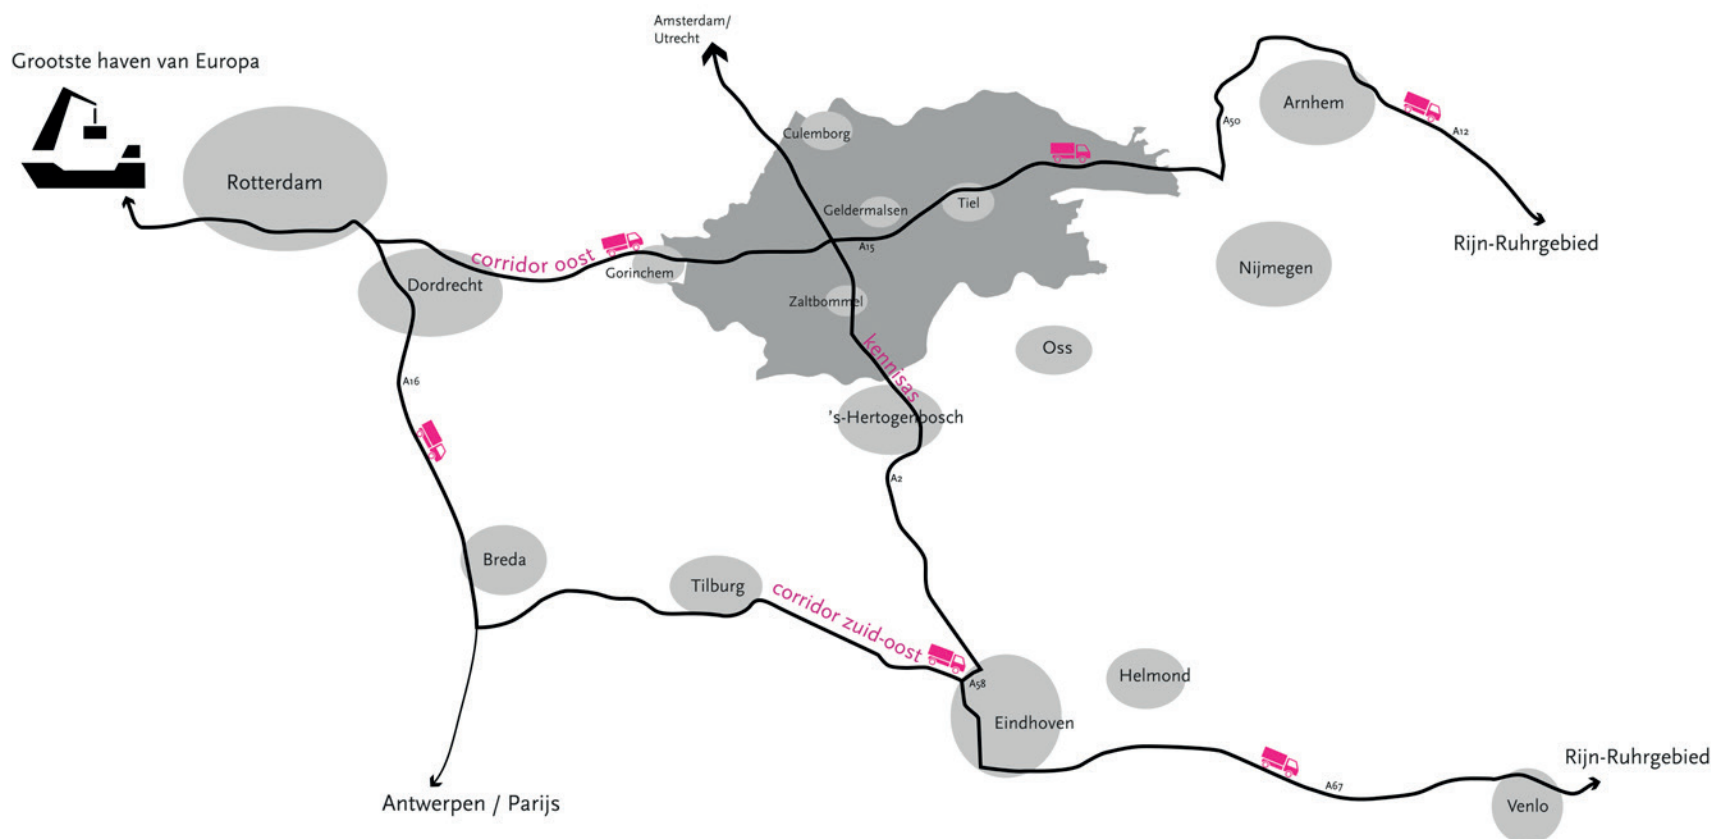 Amsterdam/
Utrecht
Grootste haven van Europa
Arnhem
A50
A12
Culemborg
Rotterdam
Geldermalsen
Tiel
A15
Rijn-Ruhrgebied
corridor oost
Gorinchem
Nijmegen
Dordrecht
Zaltbommel
Oss
kennisas
A16
's-Hertogenbosch
A2
Breda
Tilburg
corridor zuid-oost
A58
Helmond
Eindhoven
Rijn-Ruhrgebied
A67
Antwerpen / Parijs
Venlo